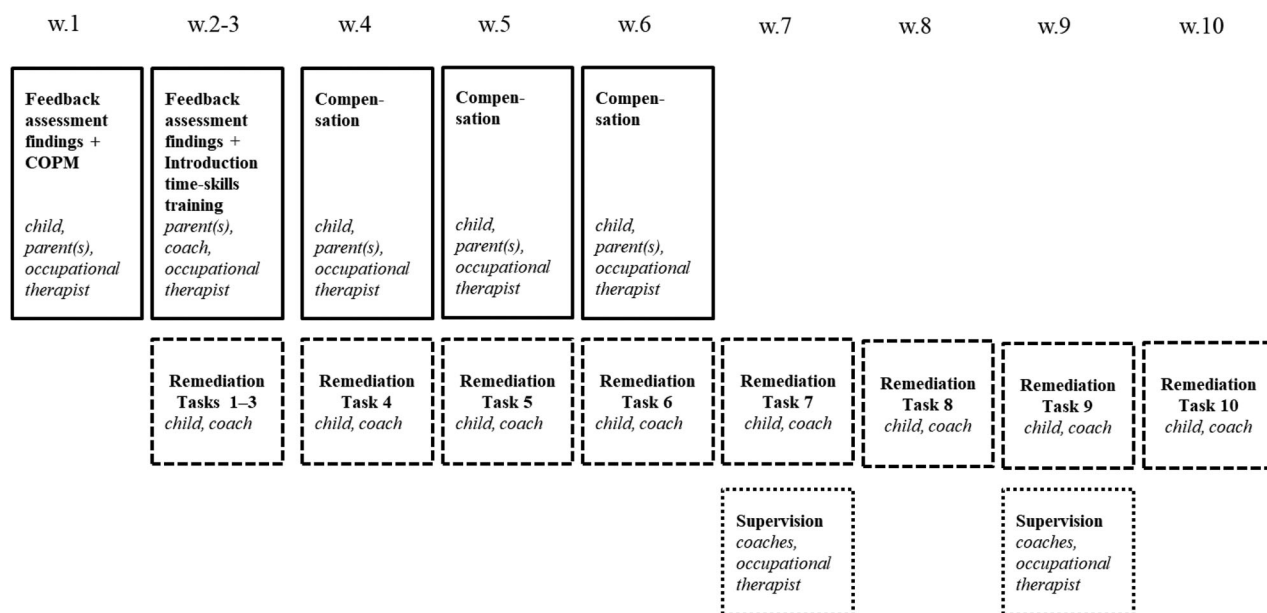 w.1 w.2-3 w.4 w.5 w.6 w.7 w.8 w.9 w.10
Feedback
assessment
findings +
COPM
child,
parent(s),
occupational
therapist
Feedback
assessment
findings +
Introduction
time-skills
training
parent(s),
coach,
occupational
therapist
Compen-
sation
child,
parent(s),
occupational
therapist
Compen-
sation
child,
parent(s),
occupational
therapist
Compen-
sation
child,
parent(s),
occupational
therapist
Remediation
Tasks 1–3
child, coach
Remediation
Task 4
child, coach
Remediation
Task 5
child, coach
Remediation
Task 6
child, coach
Remediation
Task 7
child, coach
Remediation
Task 8
child, coach
Remediation
Task 9
child, coach
Remediation
Task 10
child, coach
Supervision
coaches,
occupational
therapist
Supervision
coaches,
occupational
therapist